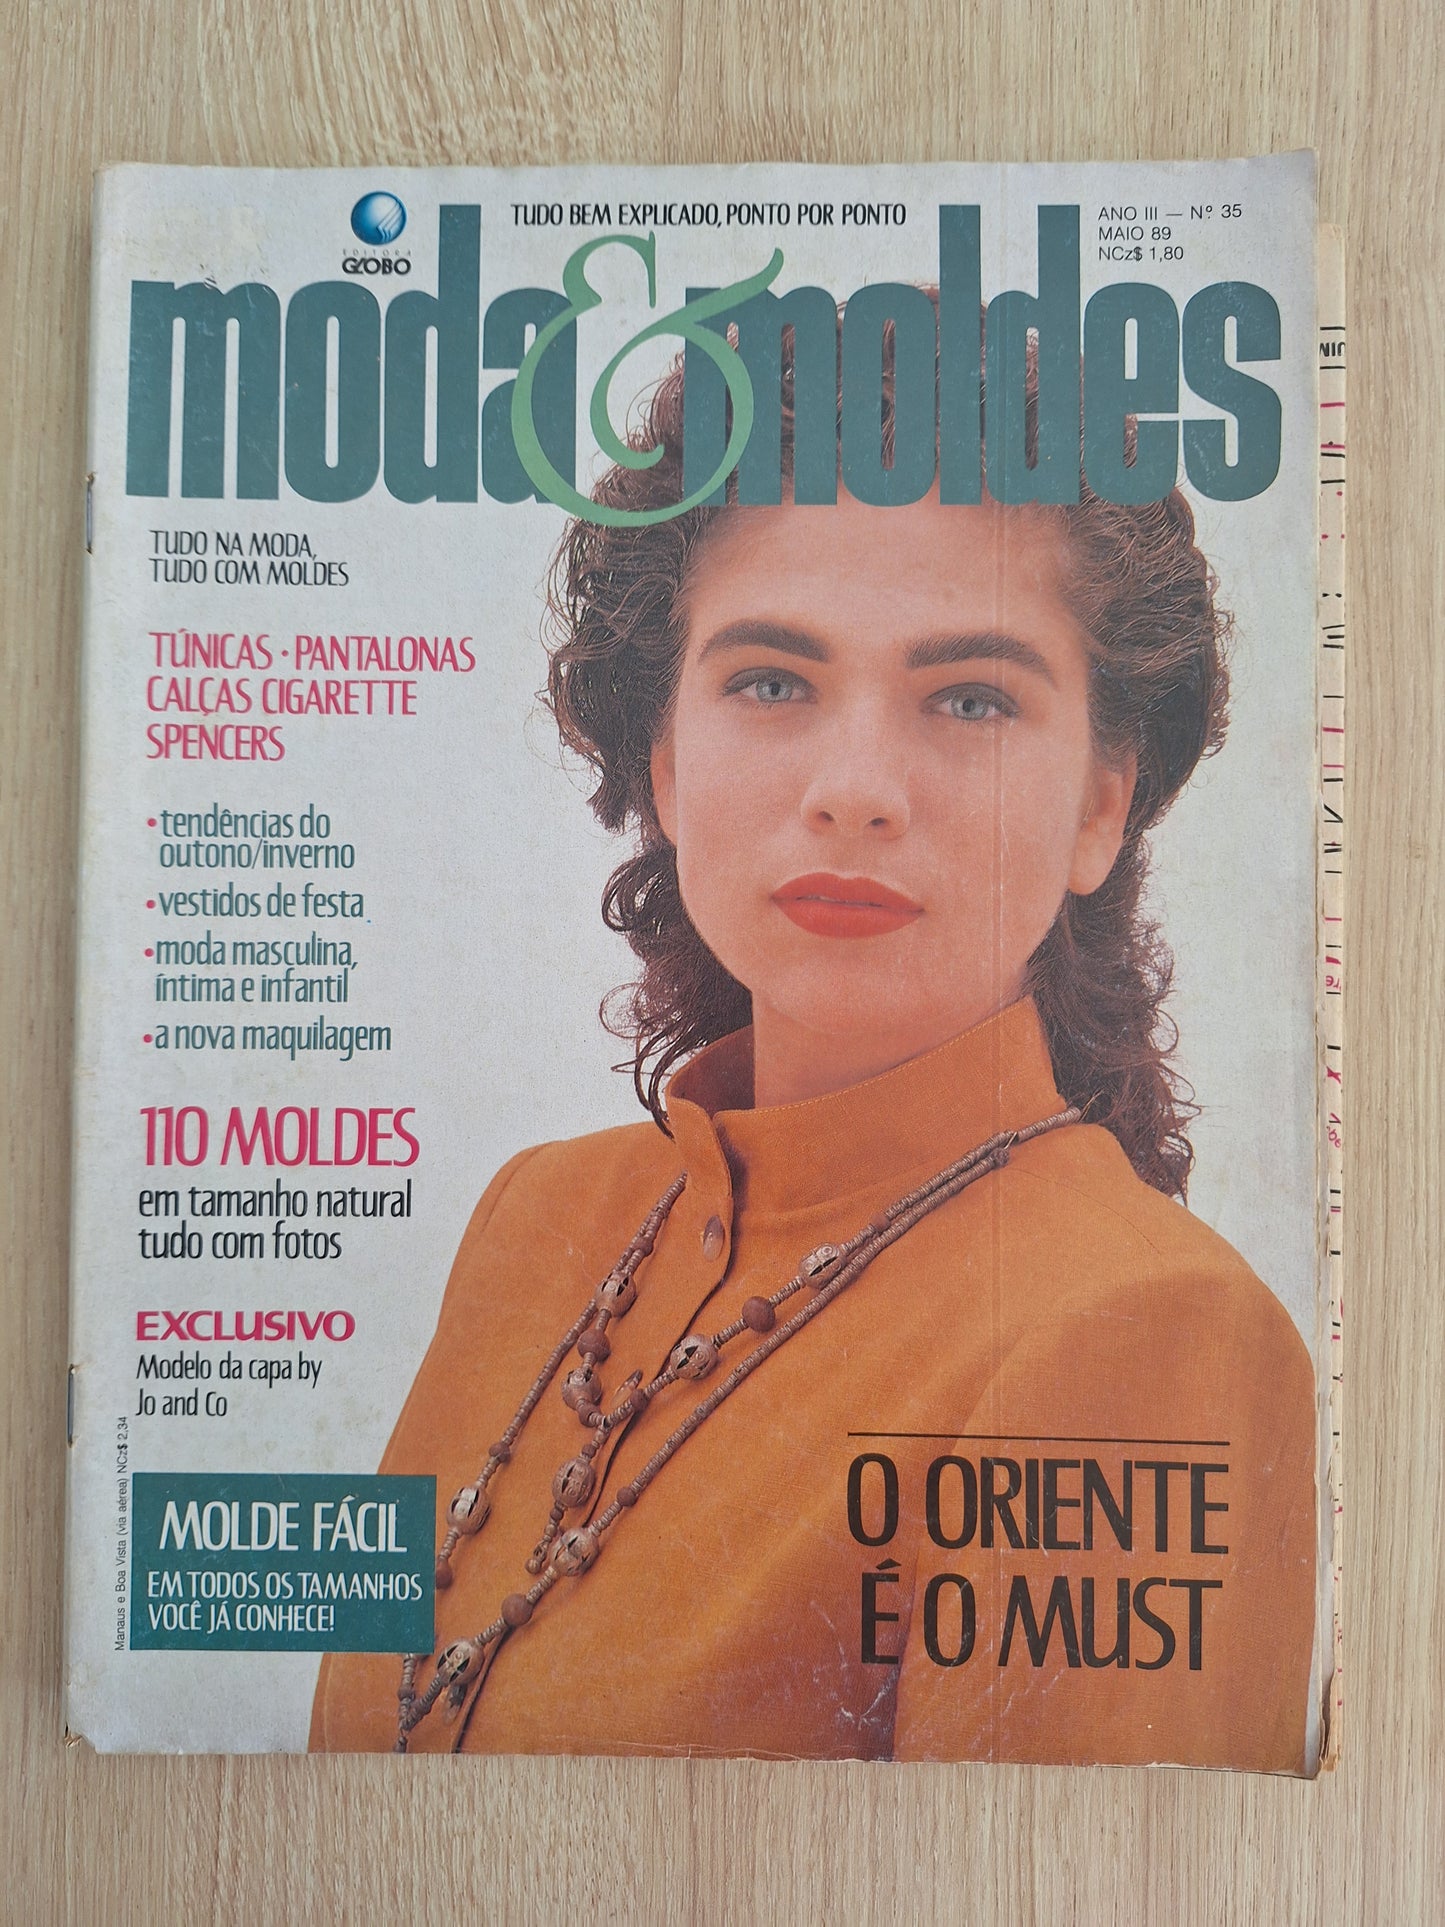 EDITORA
GLOBO
TUDO BEM EXPLICADO, PONTO POR PONTO
ANO III — Nº 35
MAIO 89
NCz$ 1,80
moda & moldes
TUDO NA MODA,
TUDO COM MOLDES
TÚNICAS · PANTALONAS
CALÇAS CIGARETTE
SPENCERS
• tendências do
outono/inverno
• vestidos de festa
• moda masculina,
íntima e infantil
• a nova maquilagem
110 MOLDES
em tamanho natural
tudo com fotos
EXCLUSIVO
Modelo da capa by
Jo and Co
Manaus e Boa Vista (via aérea) NCz$ 2,34
MOLDE FÁCIL
EM TODOS OS TAMANHOS
VOCÊ JÁ CONHECE!
O ORIENTE
É O MUST